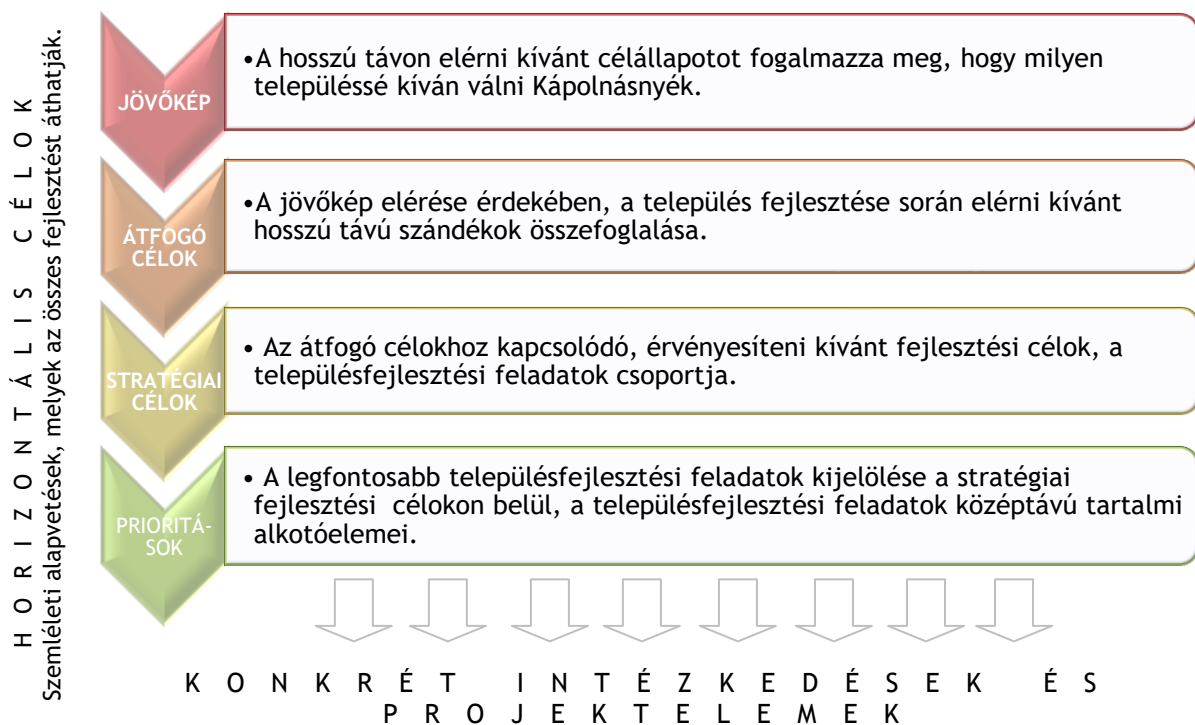 HORIZONTÁLIS CÉLOK
Szemléleti alapvetések, melyek az összes fejlesztést áthatják.
JÖVŐKÉP
•A hosszú távon elérni kívánt célállapotot fogalmazza meg, hogy milyen
településsé kíván válni Kápolnásnyék.
ÁTFOGÓ
CÉLOK
•A jövőkép elérése érdekében, a település fejlesztése során elérni kívánt
hosszú távú szándékok összefoglalása.
STRATÉGIAI
CÉLOK
• Az átfogó célokhoz kapcsolódó, érvényesíteni kívánt fejlesztési célok, a
településfejlesztési feladatok csoportja.
PRIORITÁ-
SOK
• A legfontosabb településfejlesztési feladatok kijelölése a stratégiai
fejlesztési célokon belül, a településfejlesztési feladatok középtávú tartalmi
alkotóelemei.
KONKRÉT INTÉZKEDÉSEK ÉS
PROJEKTELEMEK